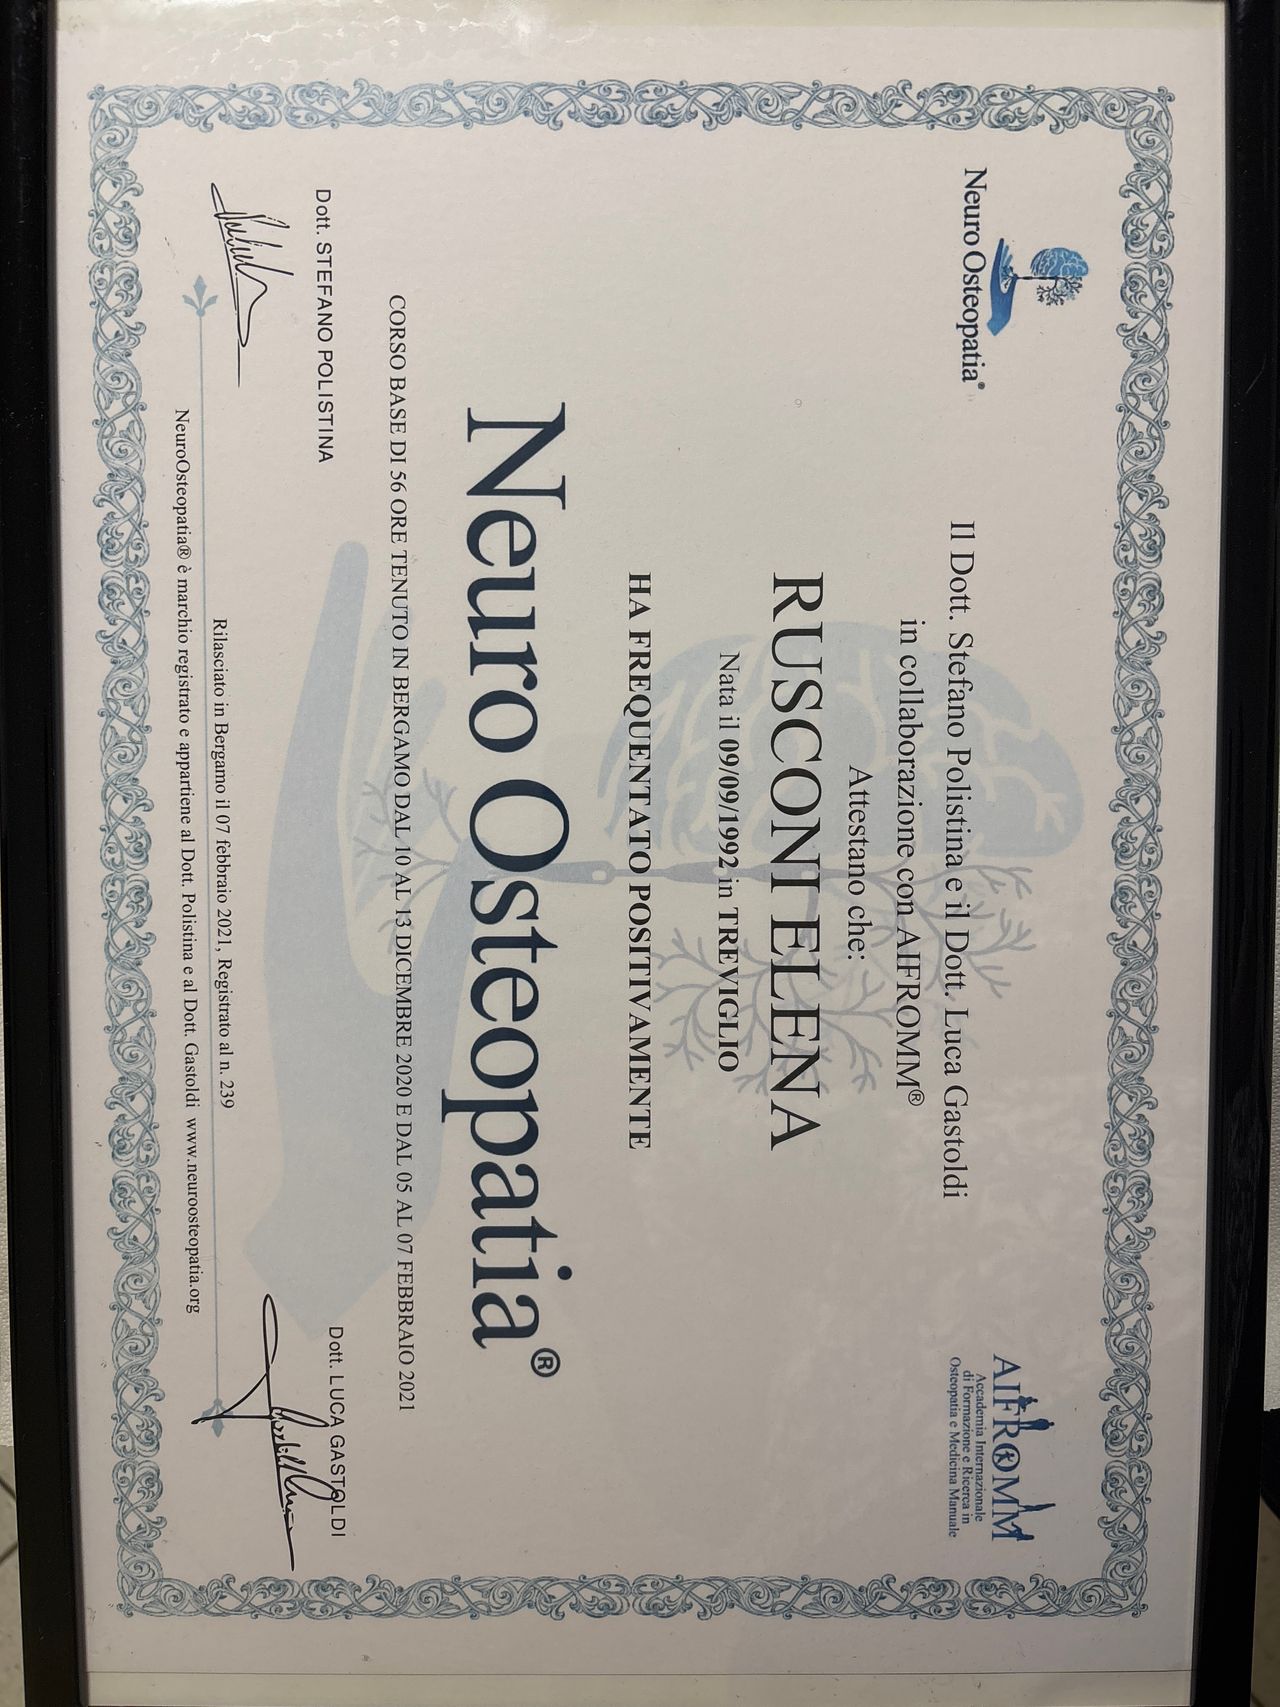 NeuroOsteopatia®
AIFROMM
Accademia Internazionale
di Formazione e Ricerca in
Osteopatia e Medicina Manuale
Il Dott. Stefano Polistina e il Dott. Luca Gastoldi
in collaborazione con AIFROMM®
Attestano che:
RUSCONI ELENA
Nata il 09/09/1992 in TREVIGLIO
HA FREQUENTATO POSITIVAMENTE
Neuro Osteopatia®
CORSO BASE DI 56 ORE TENUTO IN BERGAMO DAL 10 AL 13 DICEMBRE 2020 E DAL 05 AL 07 FEBBRAIO 2021
Dott. STEFANO POLISTINA
Dott. LUCA GASTOLDI
Rilasciato in Bergamo il 07 febbraio 2021, Registrato al n. 239
NeuroOsteopatia® è marchio registrato e appartiene al Dott. Polistina e al Dott. Gastoldi www.neuroosteopatia.org